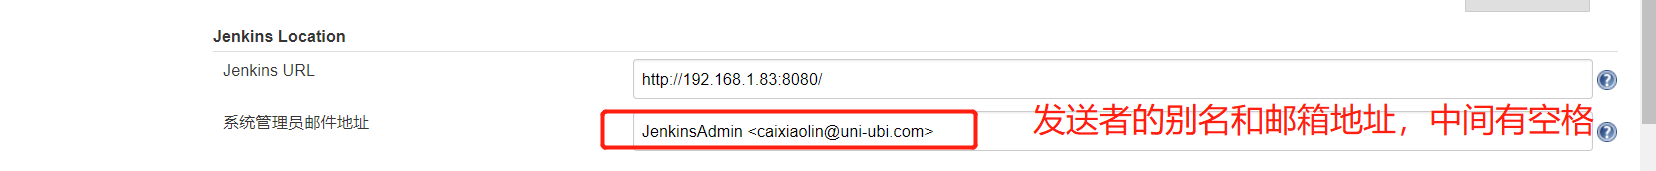 Jenkins Location
Jenkins URL
http://192.168.1.83:8080/
系统管理员邮件地址
JenkinsAdmin <caixiaolin@uni-ubi.com>
发送者的别名和邮箱地址，中间有空格